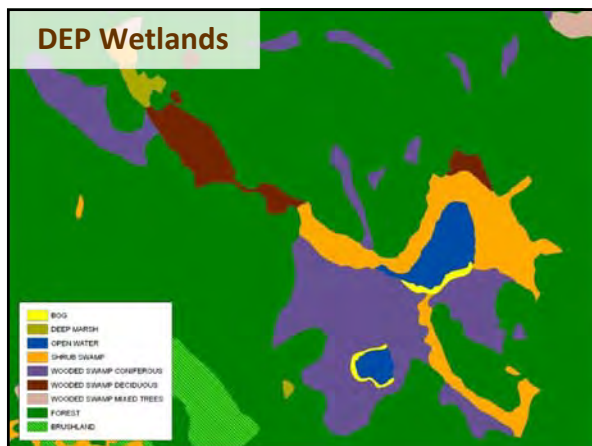 DEP Wetlands
BOG
DEEP MARSH
OPEN WATER
SHRUB SWAMP
WOODED SWAMP CONIFEROUS
WOODED SWAMP DECIDUOUS
WOODED SWAMP MIXED TREES
FOREST
BRUSHLAND